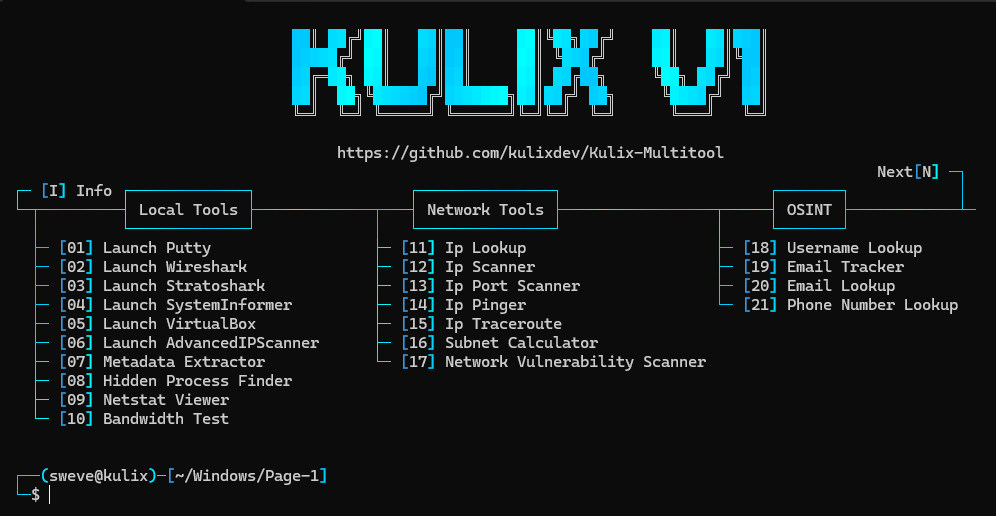 KULIX V1
https://github.com/kulixdev/Kulix-Multitool
Next[N]
[I] Info
Local Tools
[01] Launch Putty
[02] Launch Wireshark
[03] Launch Stratoshark
[04] Launch SystemInformer
[05] Launch VirtualBox
[06] Launch AdvancedIPScanner
[07] Metadata Extractor
[08] Hidden Process Finder
[09] Netstat Viewer
[10] Bandwidth Test
Network Tools
[11] Ip Lookup
[12] Ip Scanner
[13] Ip Port Scanner
[14] Ip Pinger
[15] Ip Traceroute
[16] Subnet Calculator
[17] Network Vulnerability Scanner
OSINT
[18] Username Lookup
[19] Email Tracker
[20] Email Lookup
[21] Phone Number Lookup
(sweve@kulix)-[~/Windows/Page-1]
$